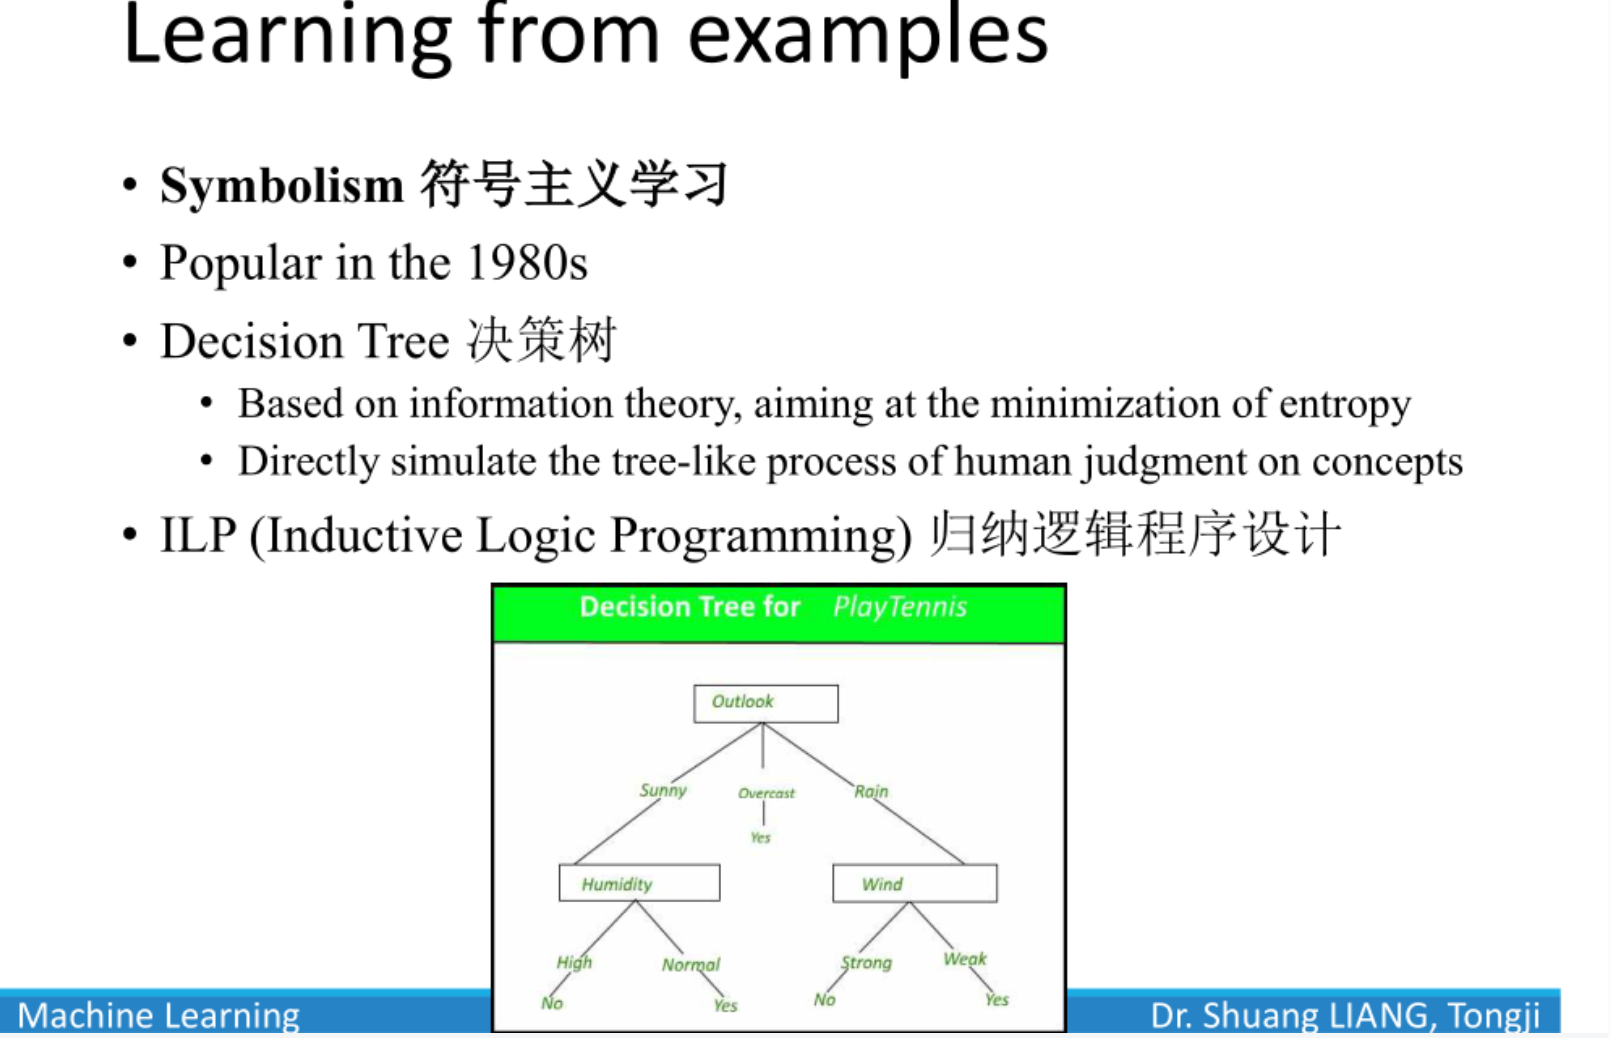 Learning from examples
• Symbolism 符号主义学习
• Popular in the 1980s
• Decision Tree 决策树
• Based on information theory, aiming at the minimization of entropy
• Directly simulate the tree-like process of human judgment on concepts
• ILP (Inductive Logic Programming) 归纳逻辑程序设计
Decision Tree for PlayTennis
Outlook
Sunny Overcast Rain
Yes
Humidity Wind
High Normal Strong Weak
No Yes No Yes
Machine Learning Dr. Shuang LIANG, Tongji